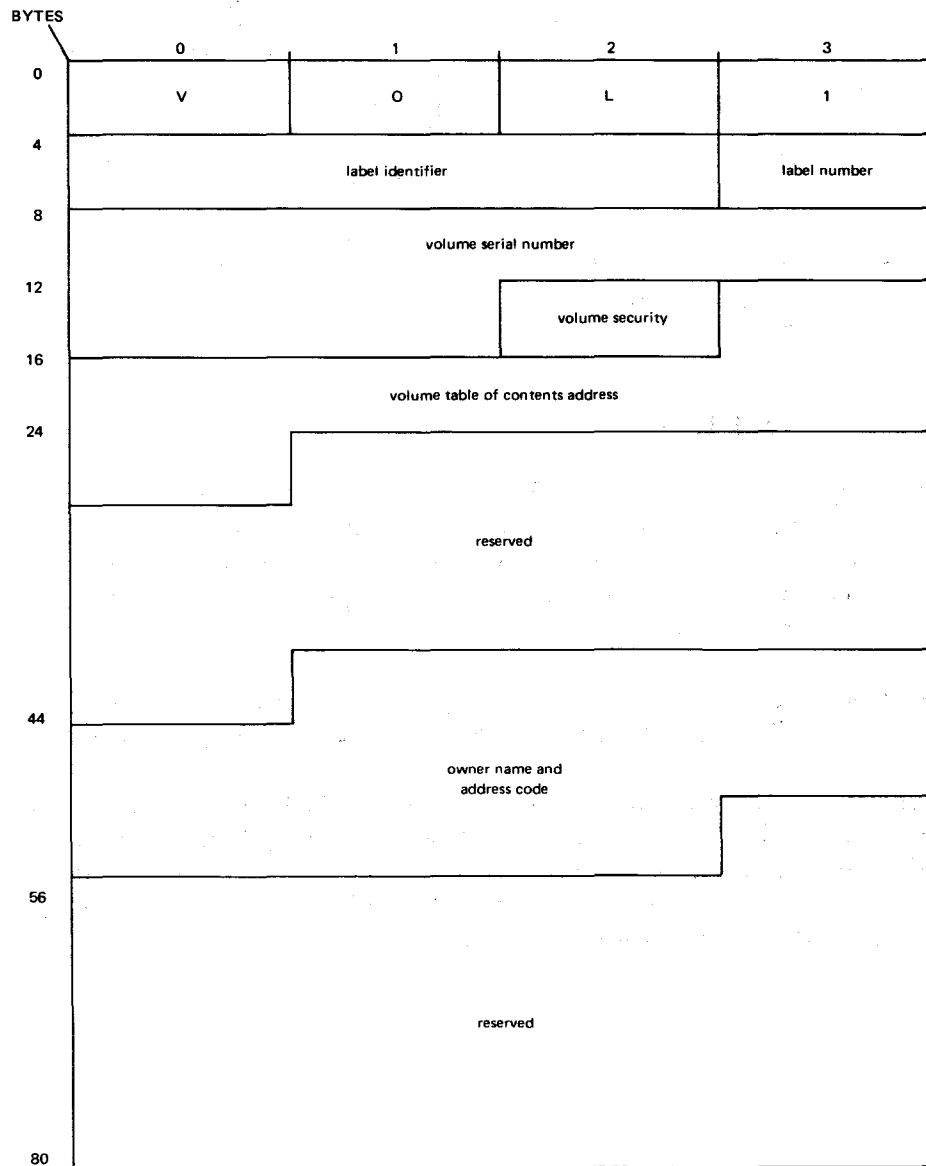 BYTES
0 1 2 3
0
V O L 1
4
label identifier label number
8
volume serial number
12
volume security
16
volume table of contents address
24
reserved
44
owner name and
address code
56
reserved
80